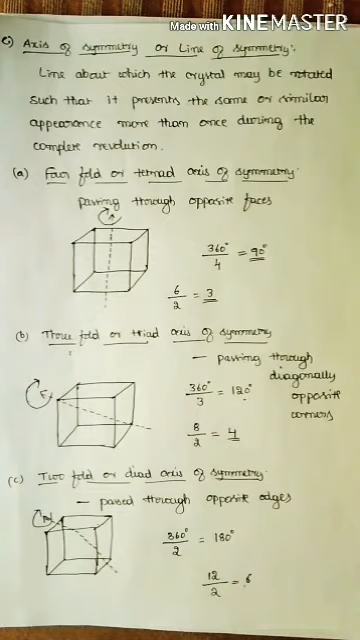 Made with KINEMASTER
c) Axis of symmetry or Line of symmetry:
Line about which the crystal may be rotated
such that it presents the same or similar
appearance more than once during the
complete revolution.
(a) Four fold or tetrad axis of symmetry:
passing through opposite faces
360°/4 = 90°
6/2 = 3
(b) Three fold or triad axis of symmetry
- passing through
diagonally
opposite
corners
360°/3 = 120°
8/2 = 4
(c) Two fold or diad axis of symmetry.
- passed through opposite edges
360°/2 = 180°
12/2 = 6